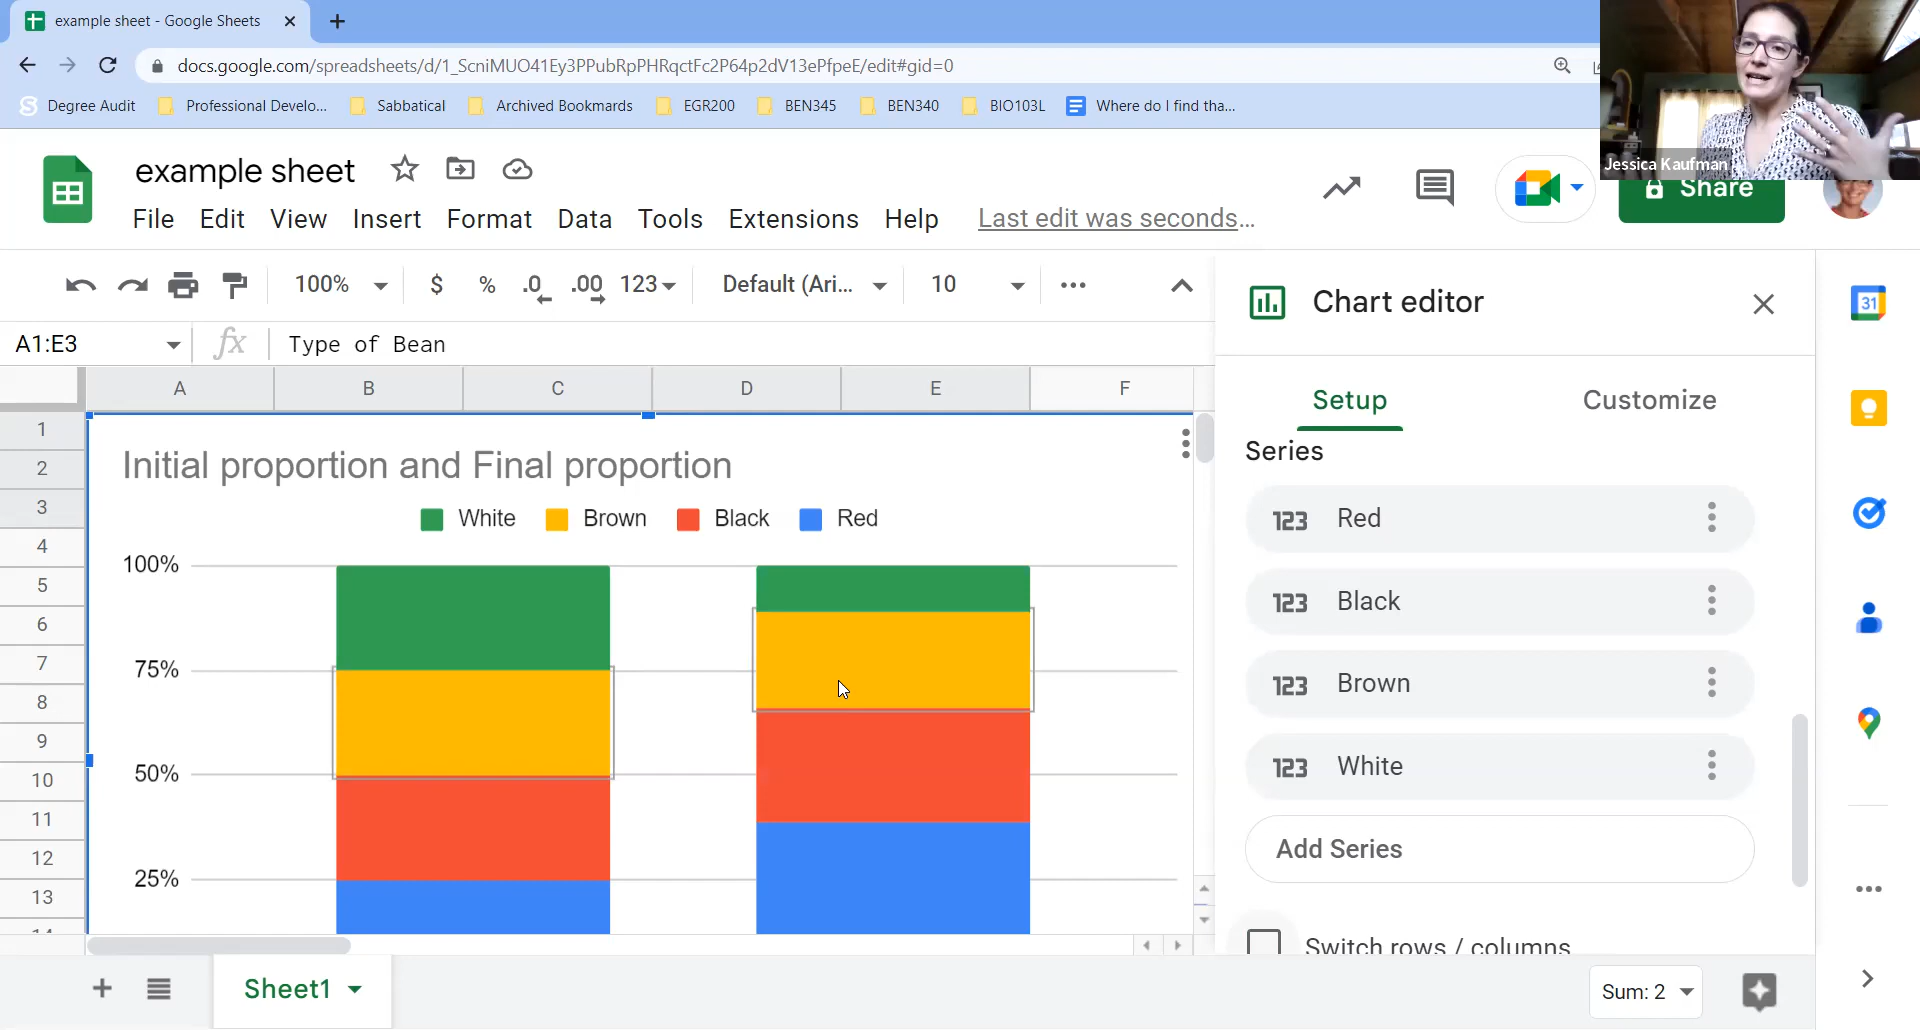 example sheet - Google Sheets
docs.google.com/spreadsheets/d/1_ScniMUO41Ey3PPubRpPHRqctFc2P64p2dV13ePfpeE/edit#gid=0
Degree Audit Professional Develo... Sabbatical Archived Bookmards EGR200 BEN345 BEN340 BIO103L Where do I find tha...
Jessica Kaufman
example sheet
Share
File Edit View Insert Format Data Tools Extensions Help Last edit was seconds...
100% $ % .0 .00 123 Default (Ari... 10
Chart editor
31
A1:E3 fx Type of Bean
A B C D E F
Setup Customize
1
2
3
4
5
6
7
8
9
10
11
12
13
Initial proportion and Final proportion
White Brown Black Red
100%
75%
50%
25%
Series
123 Red
123 Black
123 Brown
123 White
Add Series
Switch rows / columns
Sheet1
Sum: 2